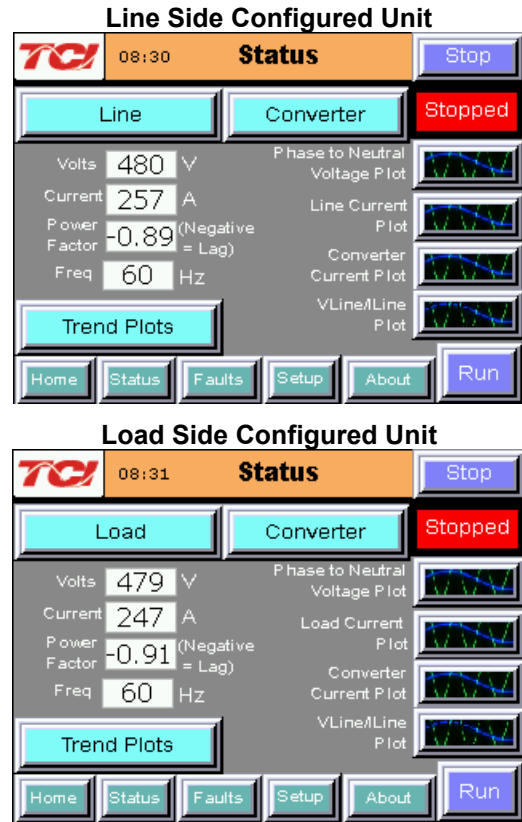 Line Side Configured Unit
TCI 08:30 Status Stop
Line Converter Stopped
Volts 480 V
Phase to Neutral
Voltage Plot
Current 257 A
Line Current
Plot
Power
Factor -0.89 (Negative
= Lag)
Converter
Current Plot
Freq 60 Hz
VLine/ILine
Plot
Trend Plots
Home Status Faults Setup About Run
Load Side Configured Unit
TCI 08:31 Status Stop
Load Converter Stopped
Volts 479 V
Phase to Neutral
Voltage Plot
Current 247 A
Load Current
Plot
Power
Factor -0.91 (Negative
= Lag)
Converter
Current Plot
Freq 60 Hz
VLine/ILine
Plot
Trend Plots
Home Status Faults Setup About Run